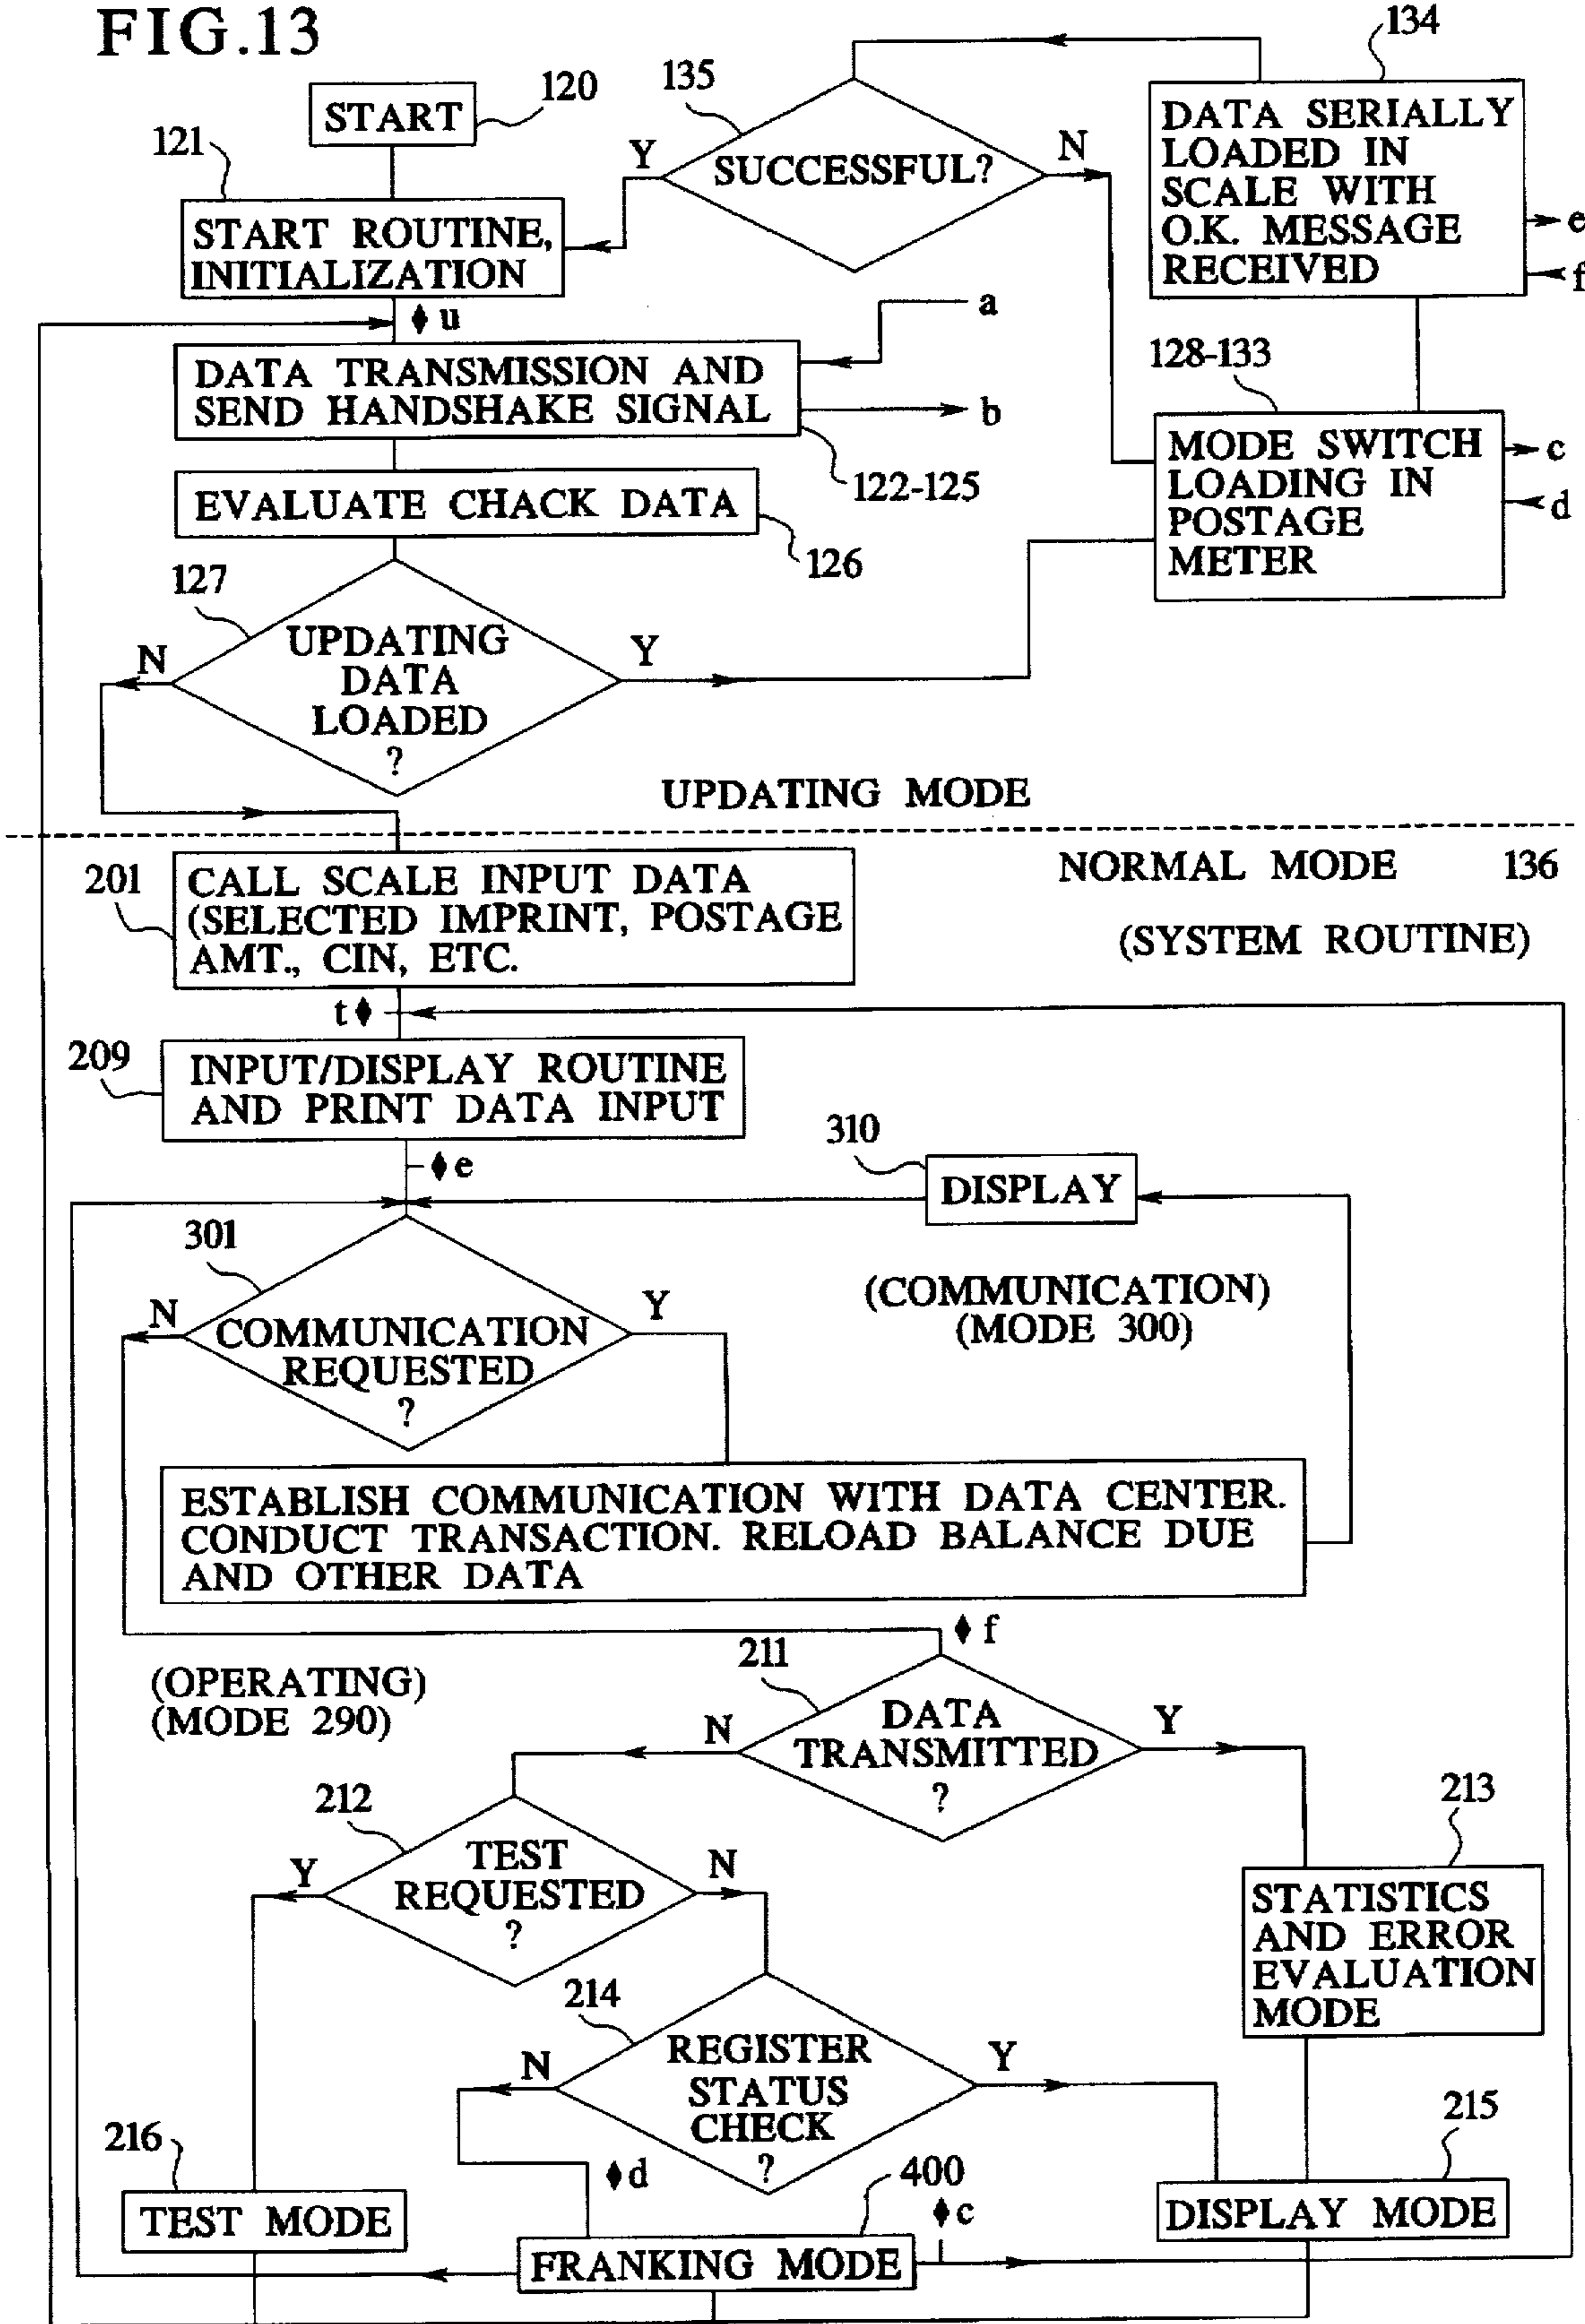 FIG.13
134
135
START
120
121
Y
SUCCESSFUL?
N
DATA SERIALLY
LOADED IN
SCALE WITH
O.K. MESSAGE
RECEIVED
e
f
START ROUTINE,
INITIALIZATION
u
a
DATA TRANSMISSION AND
SEND HANDSHAKE SIGNAL
b
122-125
128-133
MODE SWITCH
LOADING IN
POSTAGE
METER
c
d
EVALUATE CHACK DATA
126
127
N
UPDATING
DATA
LOADED
?
Y
UPDATING MODE
NORMAL MODE 136
(SYSTEM ROUTINE)
201
CALL SCALE INPUT DATA
(SELECTED IMPRINT, POSTAGE
AMT., CIN, ETC.
t
209
INPUT/DISPLAY ROUTINE
AND PRINT DATA INPUT
e
310
DISPLAY
301
N
COMMUNICATION
REQUESTED
?
Y
(COMMUNICATION)
(MODE 300)
ESTABLISH COMMUNICATION WITH DATA CENTER.
CONDUCT TRANSACTION. RELOAD BALANCE DUE
AND OTHER DATA
f
(OPERATING)
(MODE 290)
211
N
DATA
TRANSMITTED
?
Y
212
Y
TEST
REQUESTED
?
N
213
STATISTICS
AND ERROR
EVALUATION
MODE
214
N
REGISTER
STATUS
CHECK
?
Y
216
TEST MODE
d
400
c
FRANKING MODE
215
DISPLAY MODE